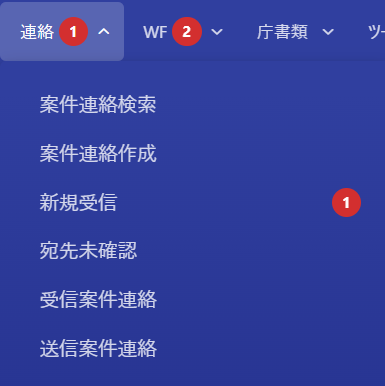 連絡 1 WF 2 庁書類
案件連絡検索
案件連絡作成
新規受信 1
宛先未確認
受信案件連絡
送信案件連絡